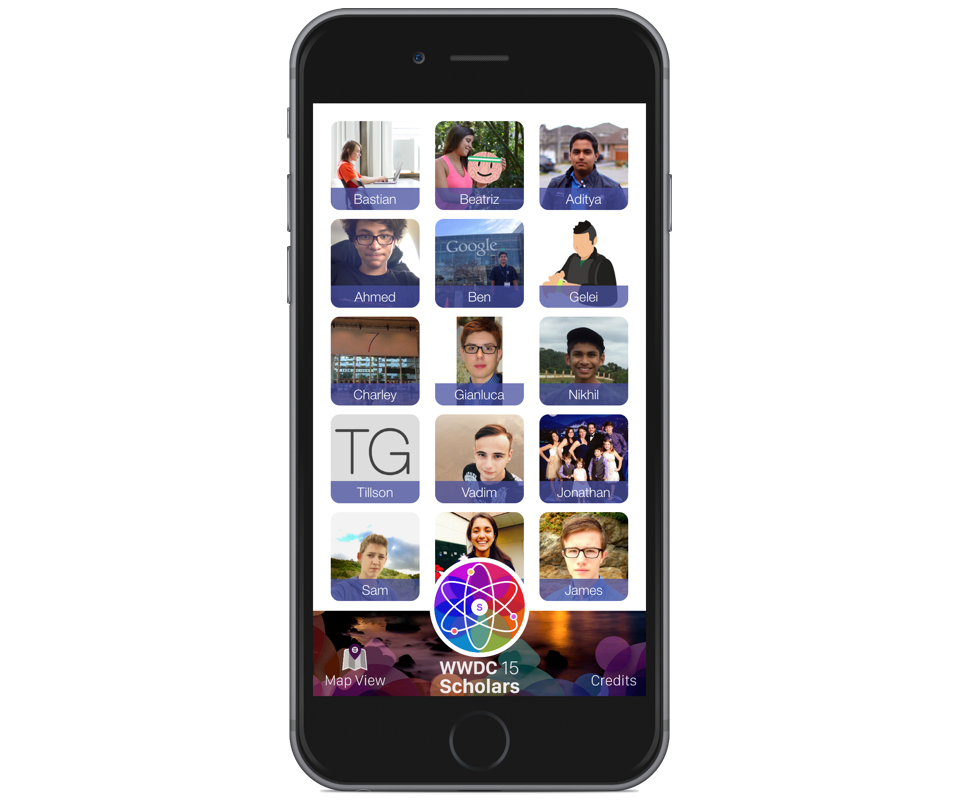 Bastian
Beatriz
Aditya
Ahmed
Google
Ben
Gelei
Charley
Gianluca
Nikhil
TG
Tillson
Vadim
Jonathan
Sam
James
S
WWDC 15
Scholars
Map View
Credits